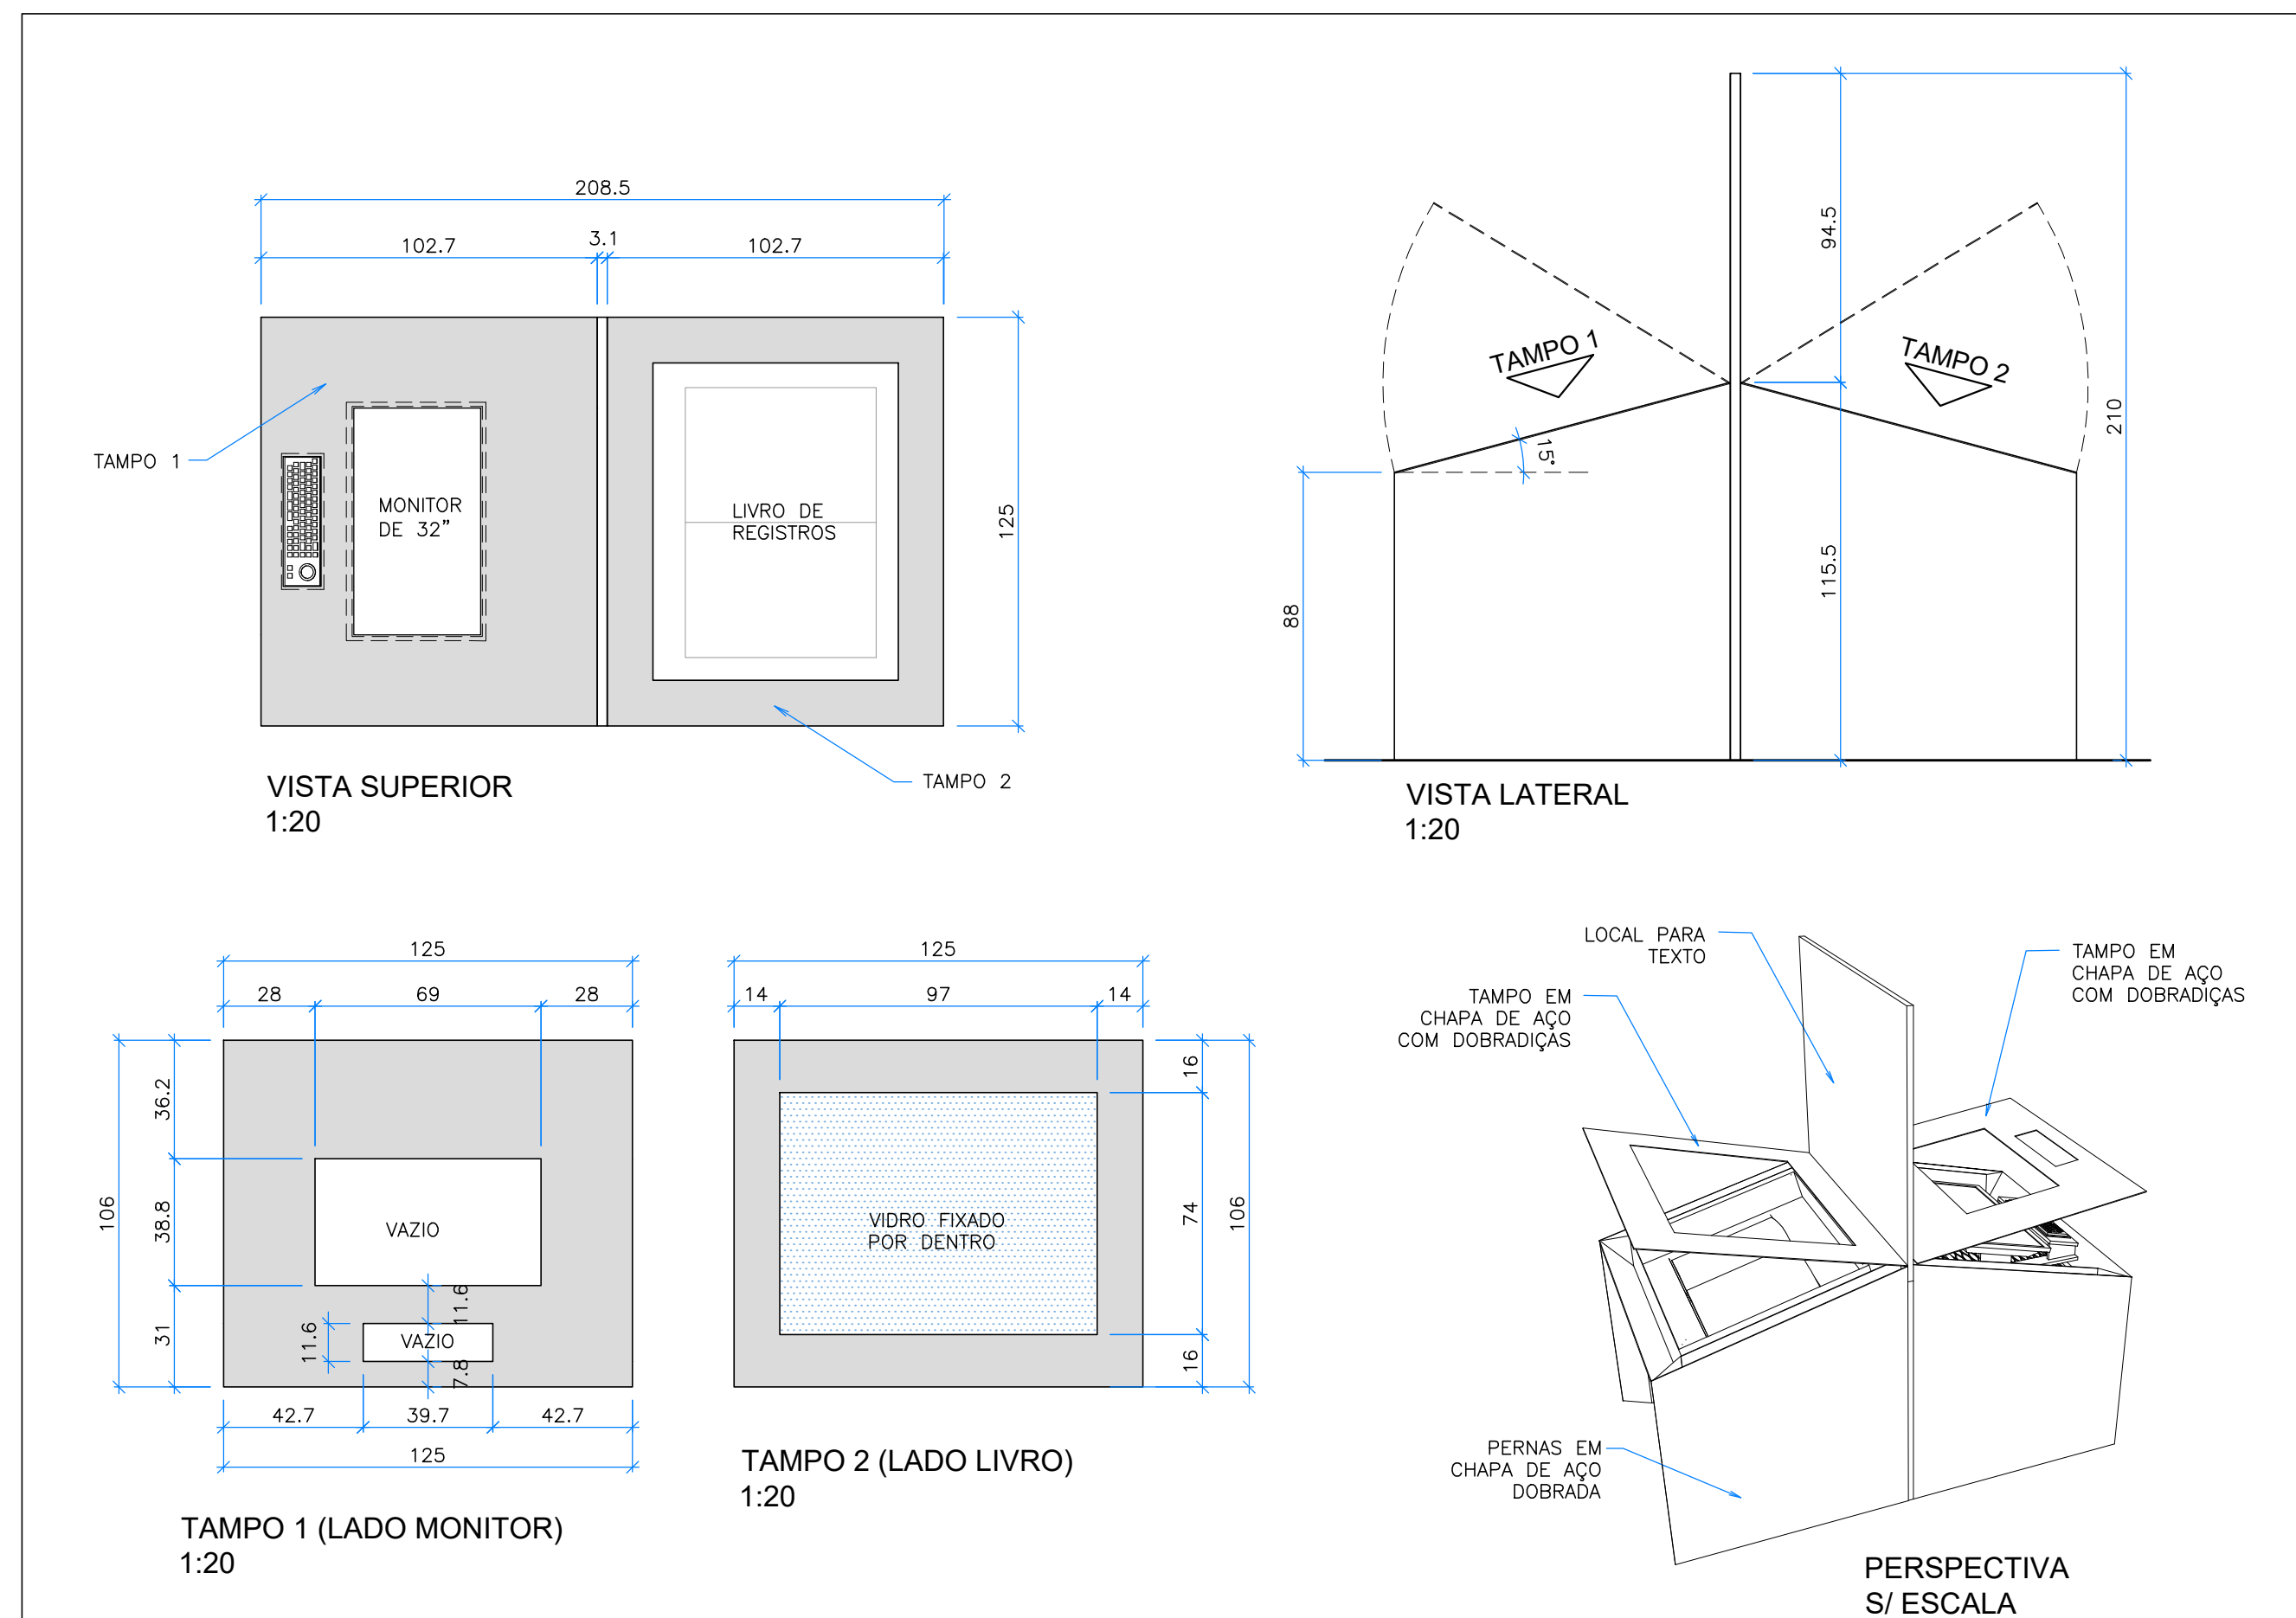 208.5
102.7
3.1
102.7
TAMPO 1
MONITOR
DE 32”
LIVRO DE
REGISTROS
125
TAMPO 2
VISTA SUPERIOR
1:20
94.5
TAMPO 1
TAMPO 2
210
15°
115.5
88
VISTA LATERAL
1:20
125
28
69
28
36.2
106
38.8
VAZIO
11.6
31
11.6
VAZIO
7.8
42.7
39.7
42.7
125
TAMPO 1 (LADO MONITOR)
1:20
125
14
97
14
16
74
106
VIDRO FIXADO
POR DENTRO
16
TAMPO 2 (LADO LIVRO)
1:20
LOCAL PARA
TEXTO
TAMPO EM
CHAPA DE AÇO
COM DOBRADIÇAS
TAMPO EM
CHAPA DE AÇO
COM DOBRADIÇAS
PERNAS EM
CHAPA DE AÇO
DOBRADA
PERSPECTIVA
S/ ESCALA